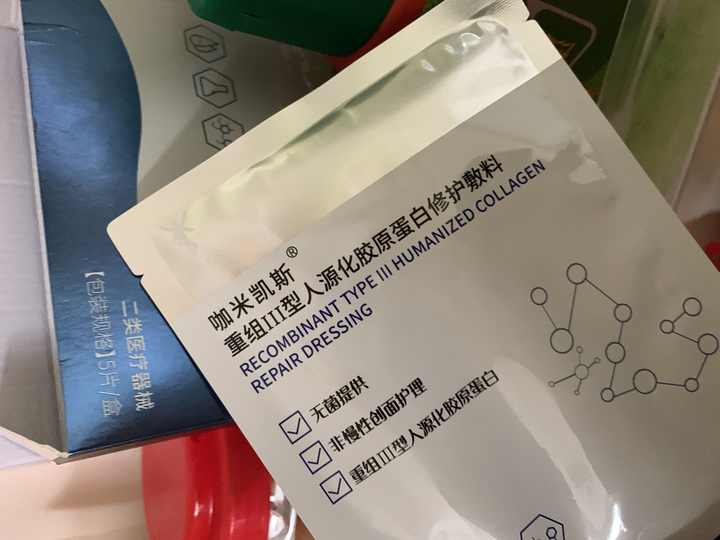 咖米凯斯®
重组III型人源化胶原蛋白修护敷料
RECOMBINANT TYPE III HUMANIZED COLLAGEN
REPAIR DRESSING
无菌提供
非慢性创面护理
重组III型人源化胶原蛋白
二类医疗器械
【包装规格】5片/盒